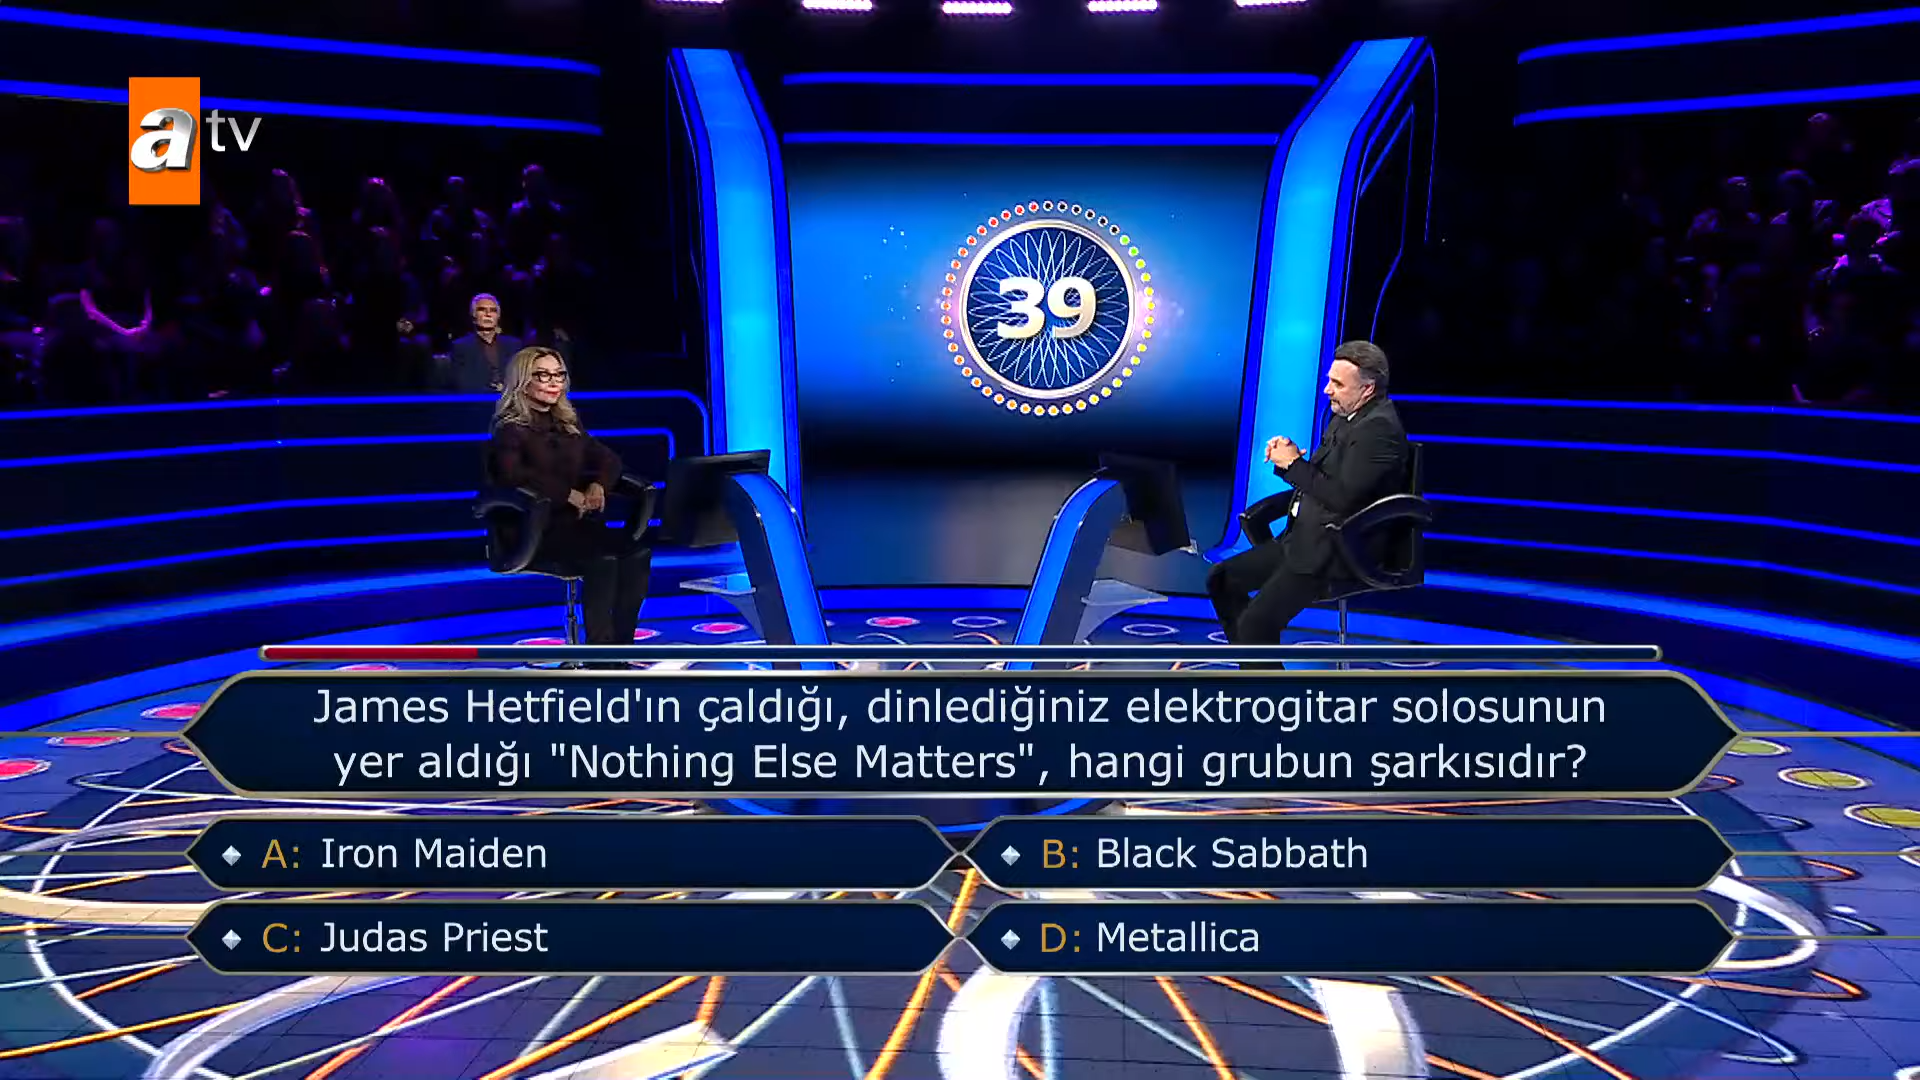 atv
39
James Hetfield'ın çaldığı, dinlediğiniz elektrogitar solosunun
yer aldığı "Nothing Else Matters", hangi grubun şarkısıdır?
A: Iron Maiden
B: Black Sabbath
C: Judas Priest
D: Metallica